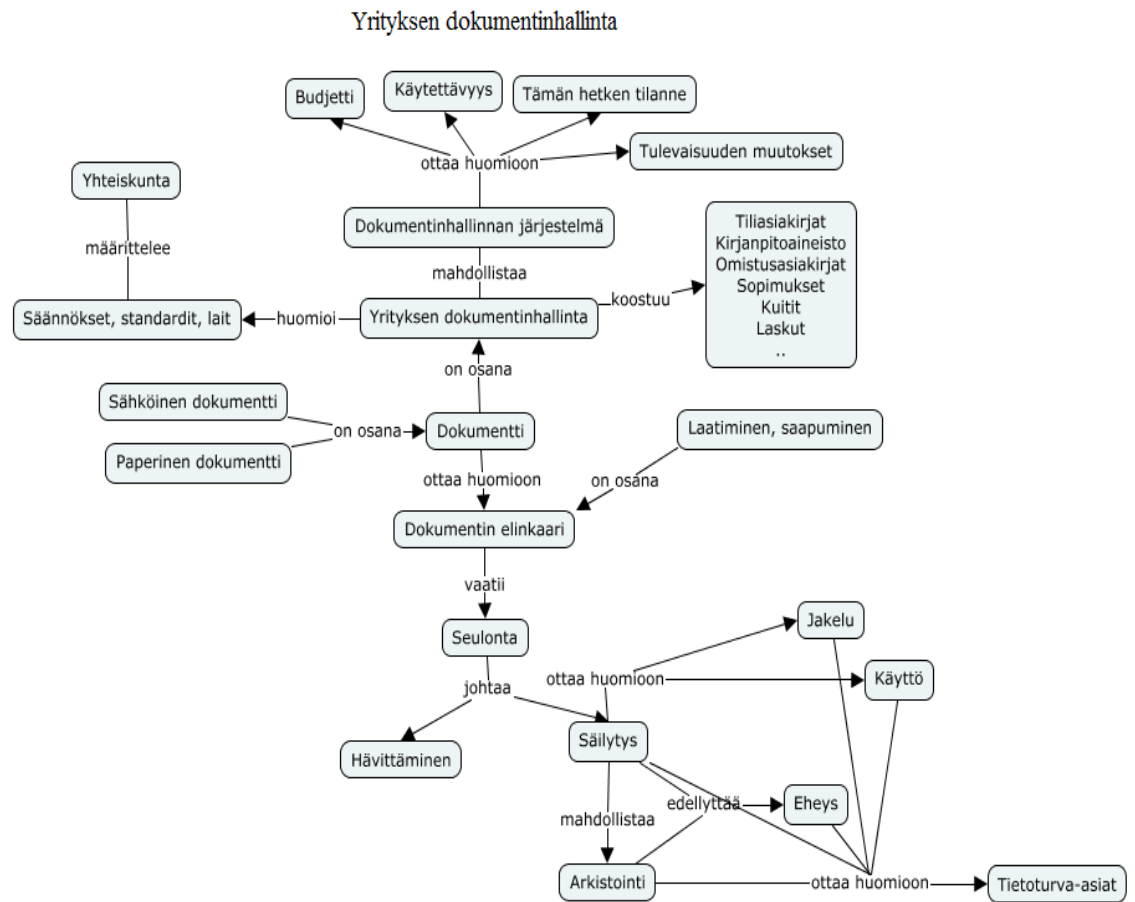 Yrityksen dokumentinhallinta
Budjetti
Käytettävyys
Tämän hetken tilanne
ottaa huomioon
Tulevaisuuden muutokset
Yhteiskunta
Dokumentinhallinnan järjestelmä
Tiliasiakirjat
Kirjanpitoaineisto
Omistusasiakirjat
Sopimukset
Kuitit
Laskut
..
määrittelee
mahdollistaa
koostuu
Säännökset, standardit, lait
huomioi
Yrityksen dokumentinhallinta
on osana
Sähköinen dokumentti
on osana
Dokumentti
Paperinen dokumentti
Laatiminen, saapuminen
ottaa huomioon
on osana
Dokumentin elinkaari
vaatii
Seulonta
Jakelu
johtaa
ottaa huomioon
Käyttö
Hävittäminen
Säilytys
edellyttää
Eheys
mahdollistaa
Arkistointi
ottaa huomioon
Tietoturva-asiat